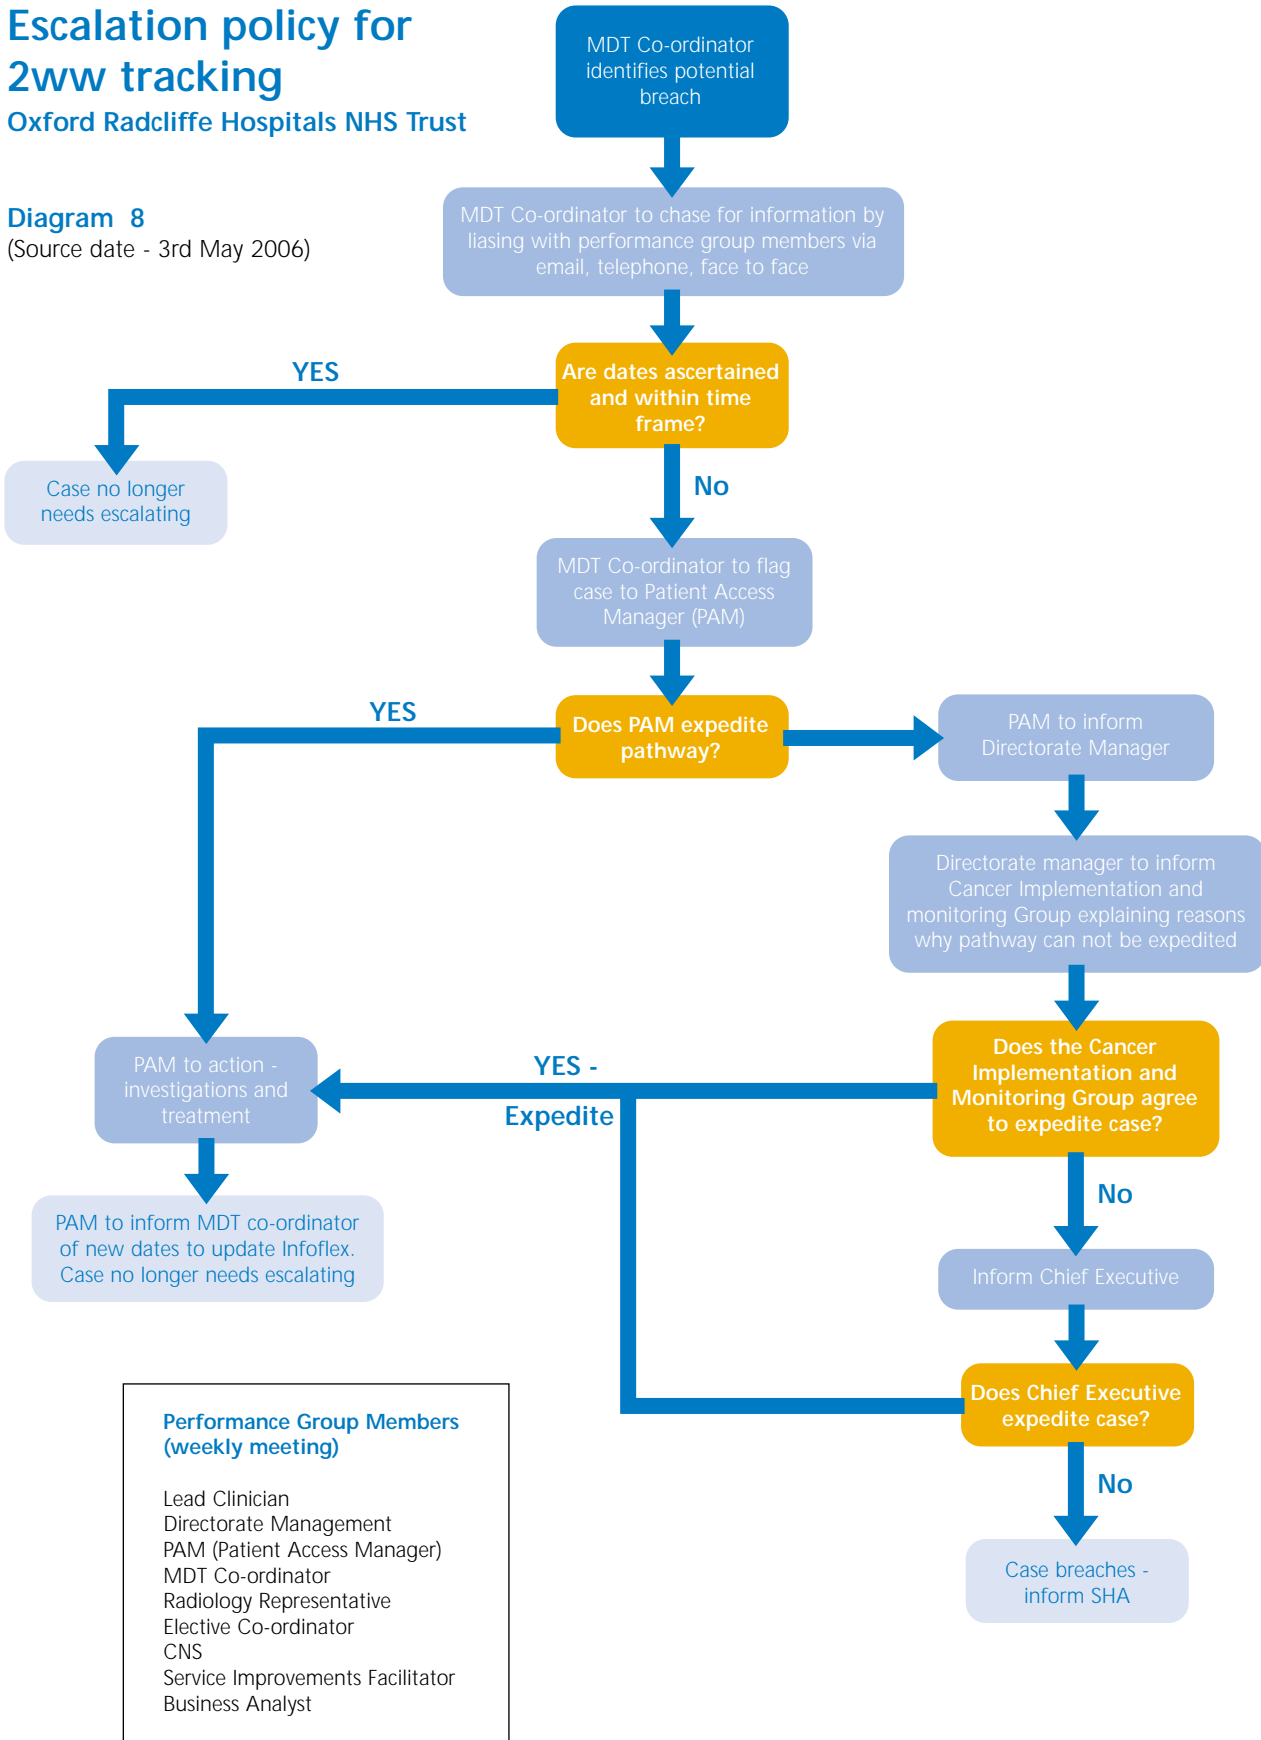 Escalation policy for
2ww tracking
Oxford Radcliffe Hospitals NHS Trust
Diagram 8
(Source date - 3rd May 2006)
MDT Co-ordinator
identifies potential
breach
MDT Co-ordinator to chase for information by
liasing with performance group members via
email, telephone, face to face
Are dates ascertained
and within time
frame?
YES
Case no longer
needs escalating
No
MDT Co-ordinator to flag
case to Patient Access
Manager (PAM)
Does PAM expedite
pathway?
YES
PAM to inform
Directorate Manager
Directorate manager to inform
Cancer Implementation and
monitoring Group explaining reasons
why pathway can not be expedited
Does the Cancer
Implementation and
Monitoring Group agree
to expedite case?
YES -
Expedite
PAM to action -
investigations and
treatment
PAM to inform MDT co-ordinator
of new dates to update Infoflex.
Case no longer needs escalating
No
Inform Chief Executive
Does Chief Executive
expedite case?
No
Case breaches -
inform SHA
Performance Group Members
(weekly meeting)
Lead Clinician
Directorate Management
PAM (Patient Access Manager)
MDT Co-ordinator
Radiology Representative
Elective Co-ordinator
CNS
Service Improvements Facilitator
Business Analyst